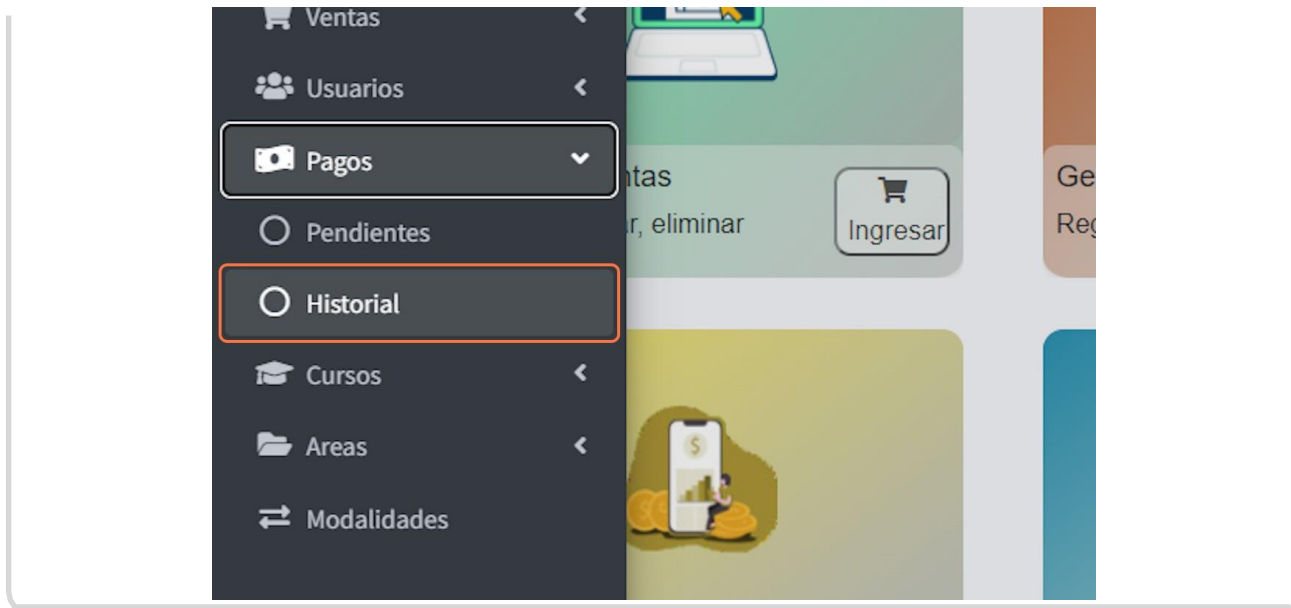 Ventas
Usuarios
Pagos
Pendientes
Historial
Cursos
Areas
Modalidades
ntas
r, eliminar
Ingresar
Ge
Reg